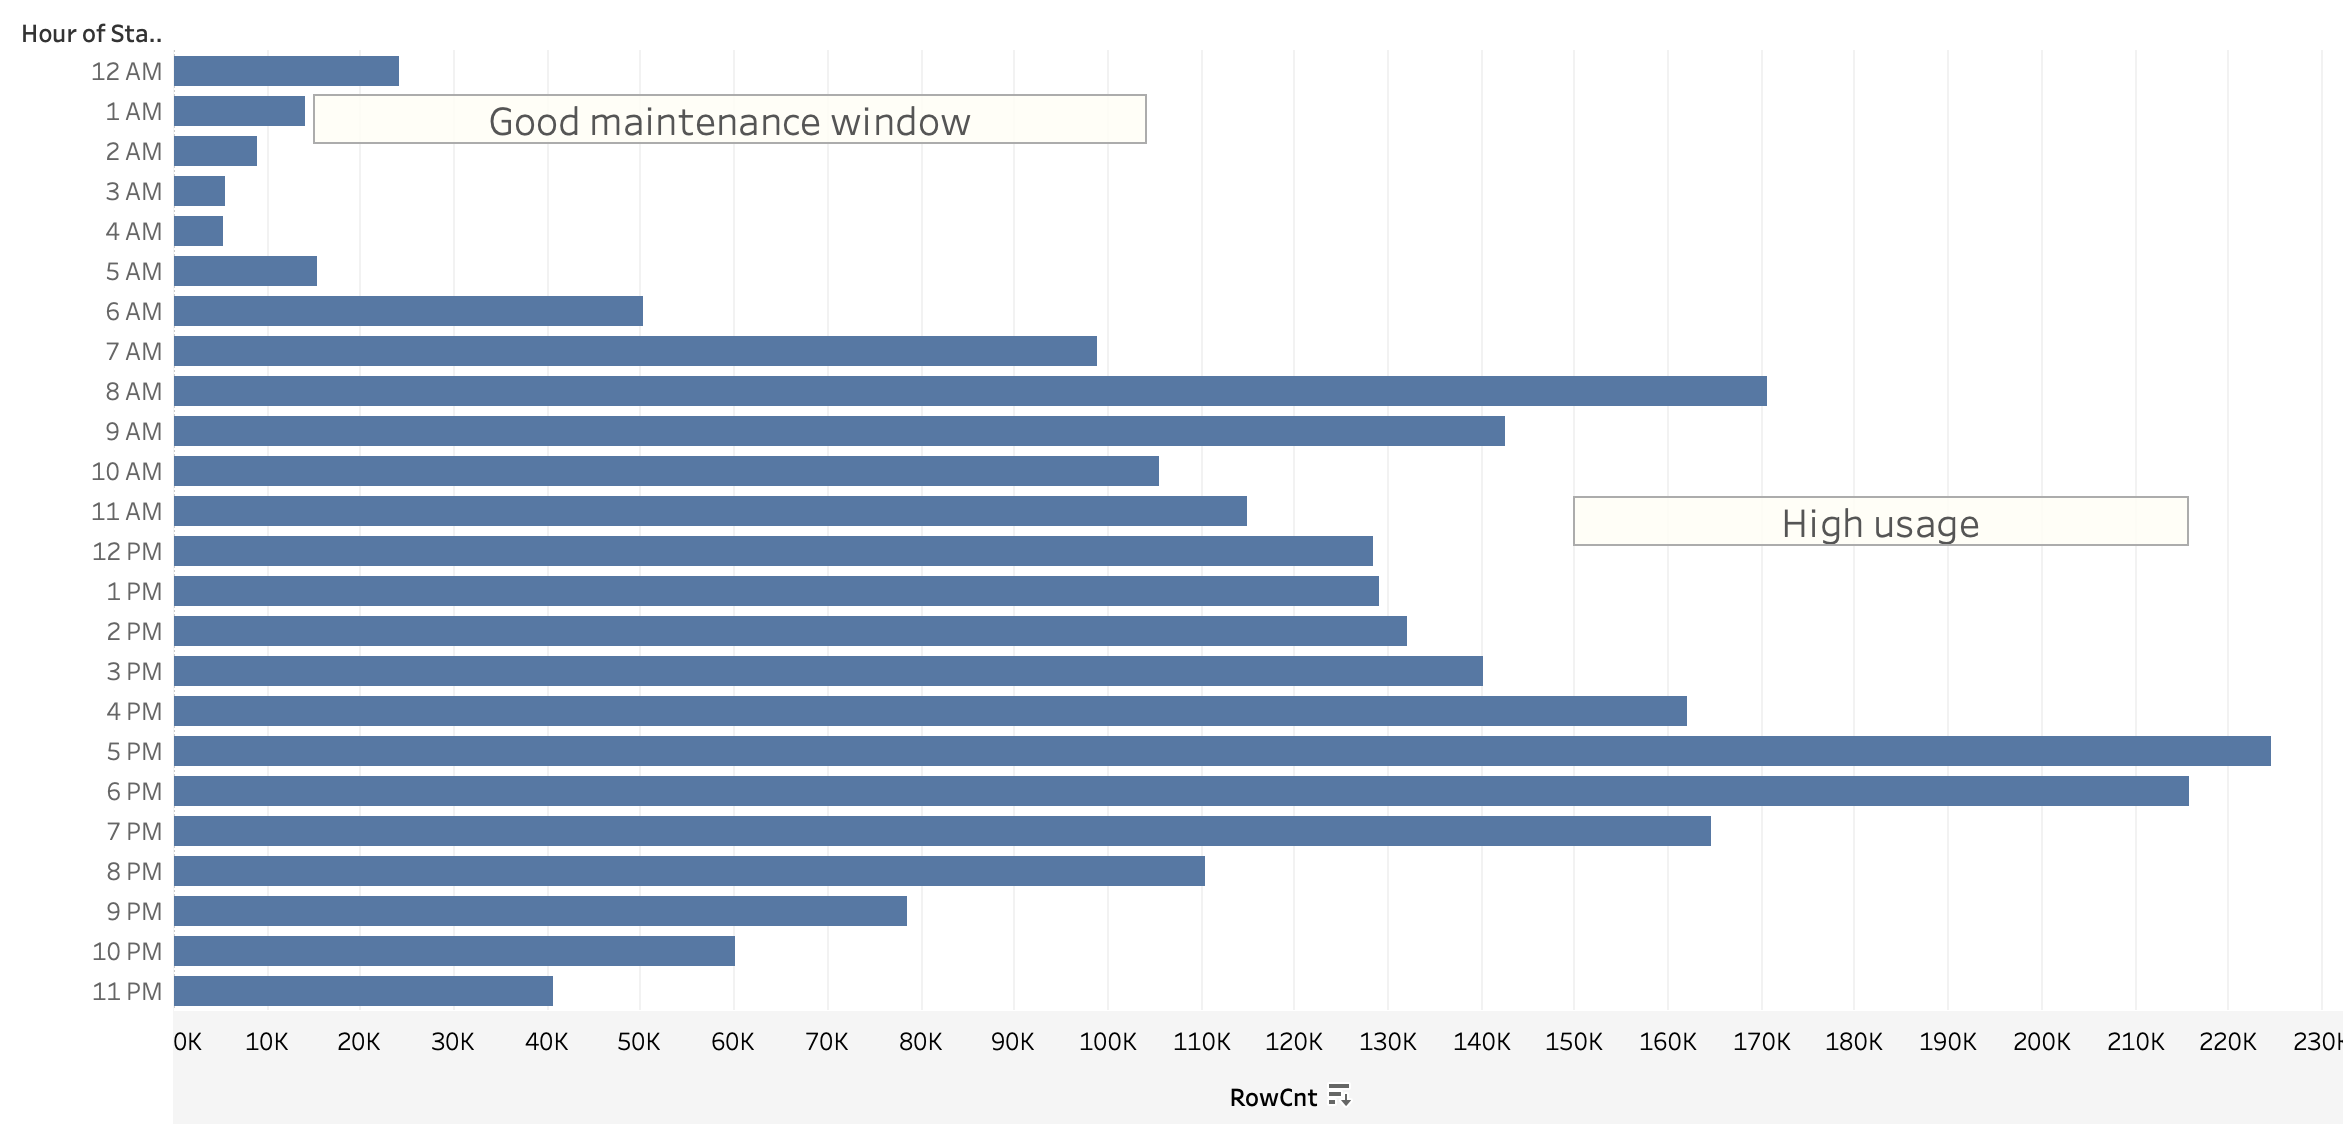 Hour of Sta..
12 AM
1 AM
Good maintenance window
2 AM
3 AM
4 AM
5 AM
6 AM
7 AM
8 AM
9 AM
10 AM
11 AM
High usage
12 PM
1 PM
2 PM
3 PM
4 PM
5 PM
6 PM
7 PM
8 PM
9 PM
10 PM
11 PM
0K 10K 20K 30K 40K 50K 60K 70K 80K 90K 100K 110K 120K 130K 140K 150K 160K 170K 180K 190K 200K 210K 220K 230K
RowCnt